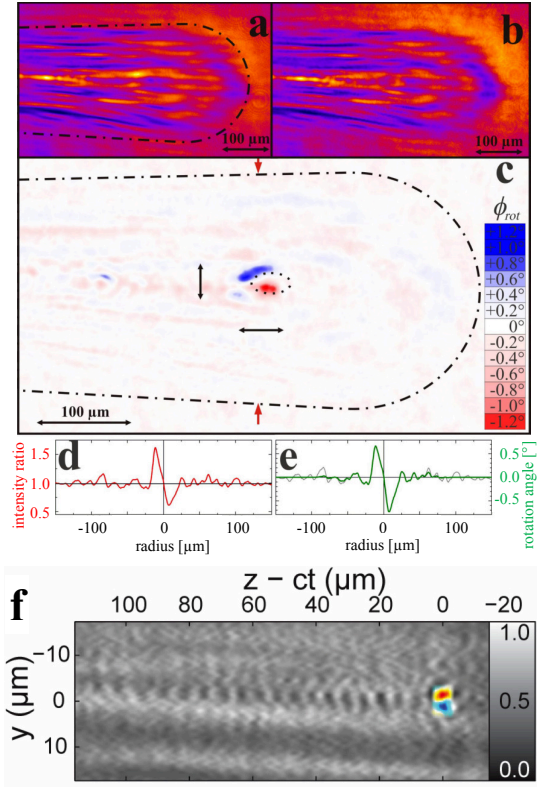 a
b
100 µm
100 µm
c
ϕrot
+1.2°
+1.0°
+0.8°
+0.6°
+0.4°
+0.2°
0°
-0.2°
-0.4°
-0.6°
-0.8°
-1.0°
-1.2°
100 µm
d
intensity ratio
1.5
1.0
0.5
-100
0
100
radius [µm]
e
0.5
0.0
-0.5
rotation angle [°]
-100
0
100
radius [µm]
f
z − ct (µm)
100
80
60
40
20
0
−20
y (µm)
−10
0
10
1.0
0.5
0.0